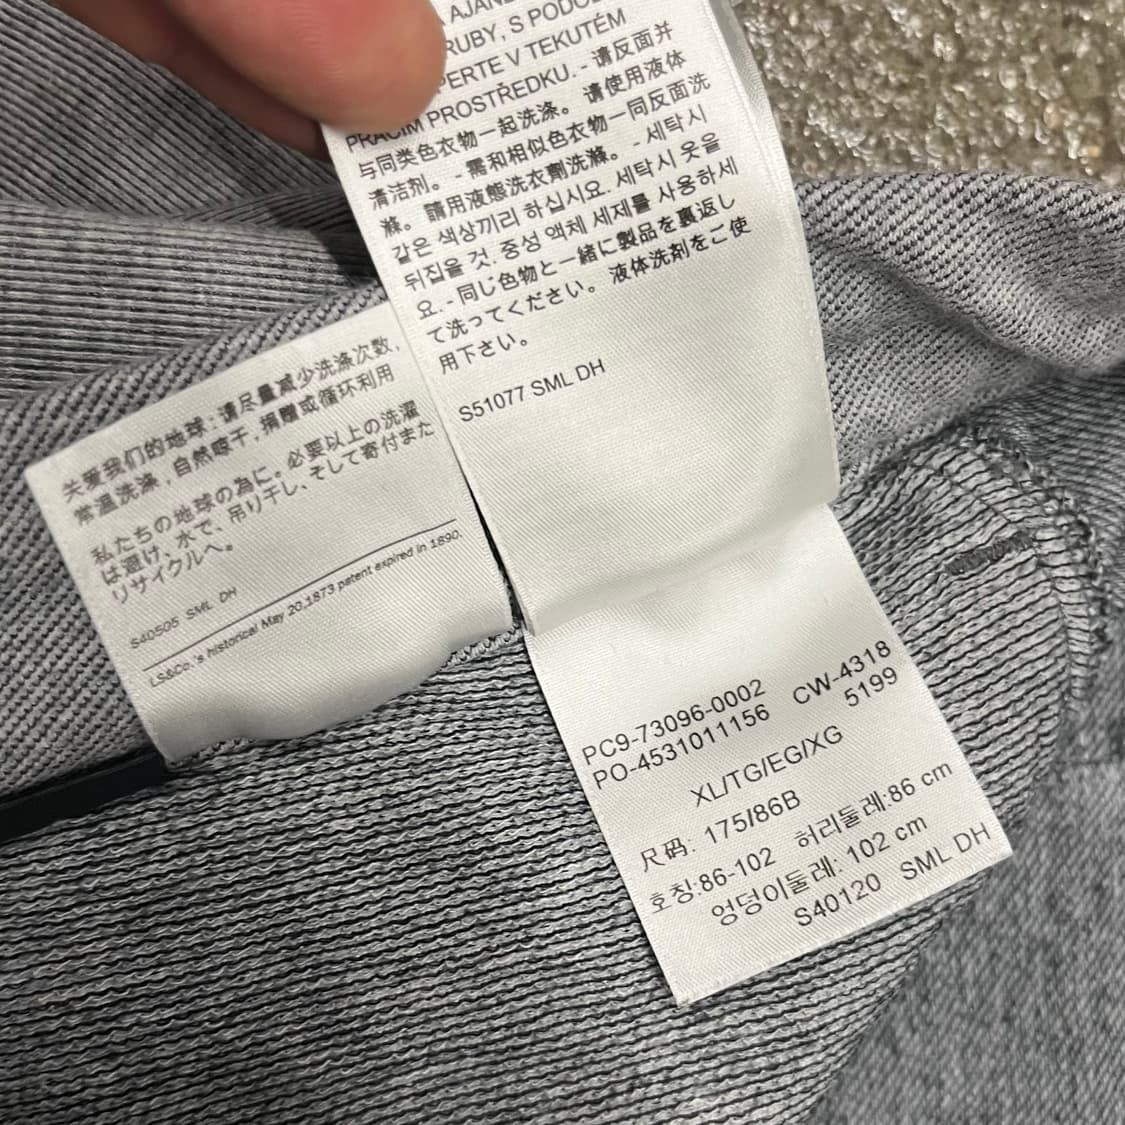 AJAN
RUBY, S PODO
PERTE V TEKUTÉM
PRACÍM PROSTŘEDKU. - 请反面并
与同类色衣物一起洗涤。 请使用液体
清洁剂。 - 需和相似色衣物一同反面洗
滌。 請用液態洗衣劑洗滌。 - 세탁시
같은 색상끼리 하십시요. 세탁시 옷을
뒤집을 것. 중성 액체 세제를 사용하세
요. - 同じ色物と一緒に製品を裏返し
て洗ってください。 液体洗剤をご使
用下さい。
S51077 SML DH
关爱我们的地球: 请尽量减少洗涤次数,
常温洗涤, 自然晾干, 捐赠或循环利用
私たちの地球の為に。必要以上の洗濯
は避け、水で、吊り干し、そして寄付また
リサイクルへ。
S40505 SML DH
LS&Co.'s historical May 20,1873 patent expired in 1890.
PC9-73096-0002 CW-4318
PO-4531011156 5199
XL/TG/EG/XG
尺码: 175/86B
호칭:86-102 허리둘레:86 cm
엉덩이둘레: 102 cm
S40120 SML DH